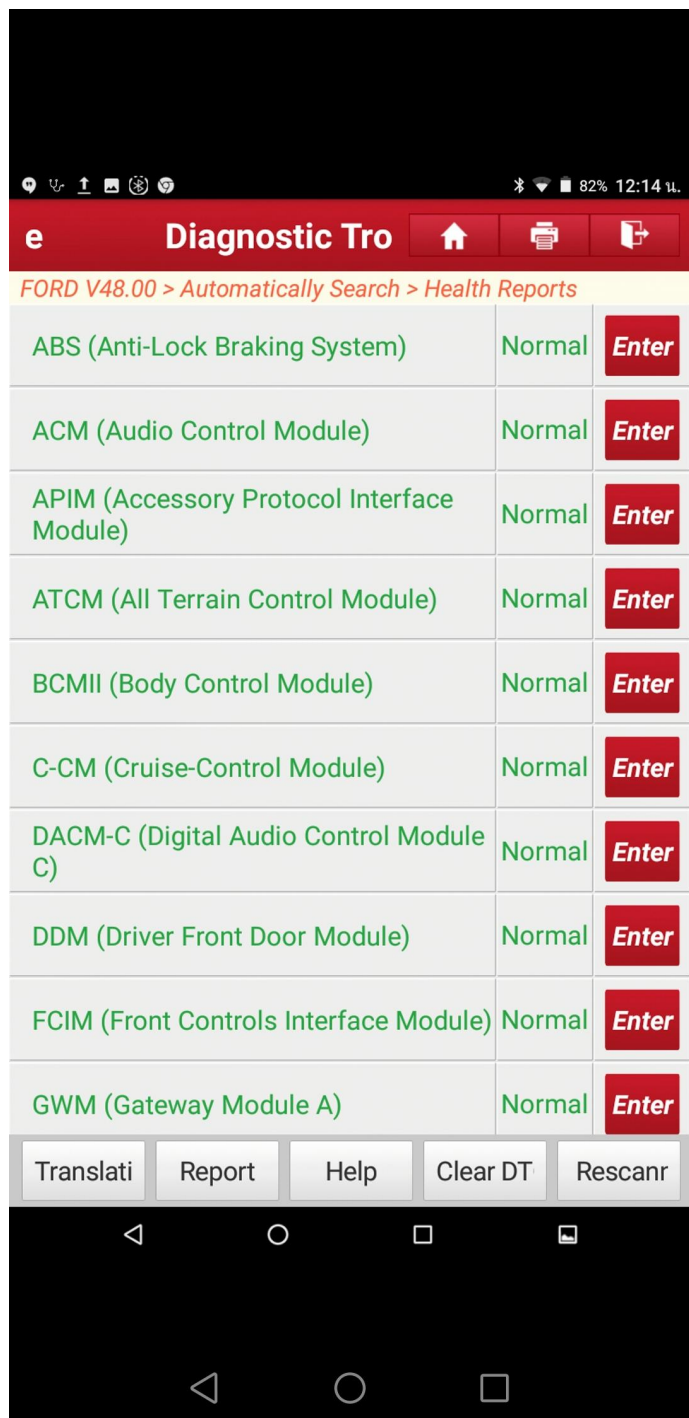 82% 12:14 น.
e Diagnostic Tro
FORD V48.00 > Automatically Search > Health Reports
ABS (Anti-Lock Braking System) Normal Enter
ACM (Audio Control Module) Normal Enter
APIM (Accessory Protocol Interface
Module) Normal Enter
ATCM (All Terrain Control Module) Normal Enter
BCMII (Body Control Module) Normal Enter
C-CM (Cruise-Control Module) Normal Enter
DACM-C (Digital Audio Control Module
C) Normal Enter
DDM (Driver Front Door Module) Normal Enter
FCIM (Front Controls Interface Module) Normal Enter
GWM (Gateway Module A) Normal Enter
Translati Report Help Clear DT Rescanr